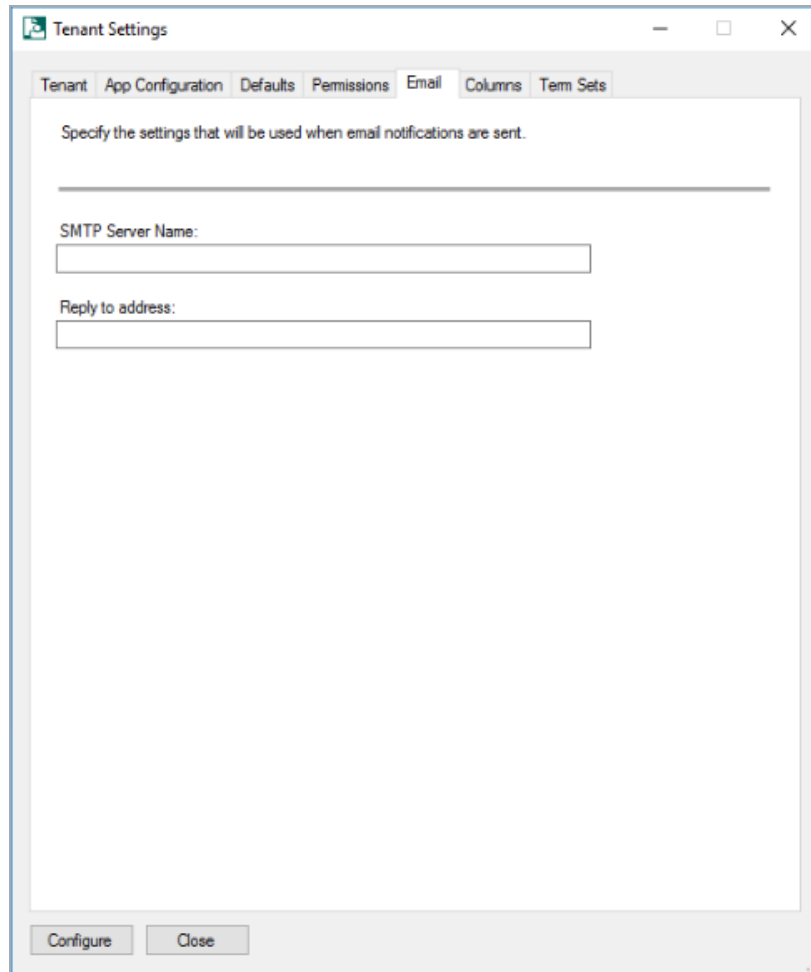 Tenant Settings
Tenant App Configuration Defaults Permissions Email Columns Term Sets
Specify the settings that will be used when email notifications are sent.
SMTP Server Name:
Reply to address:
Configure Close